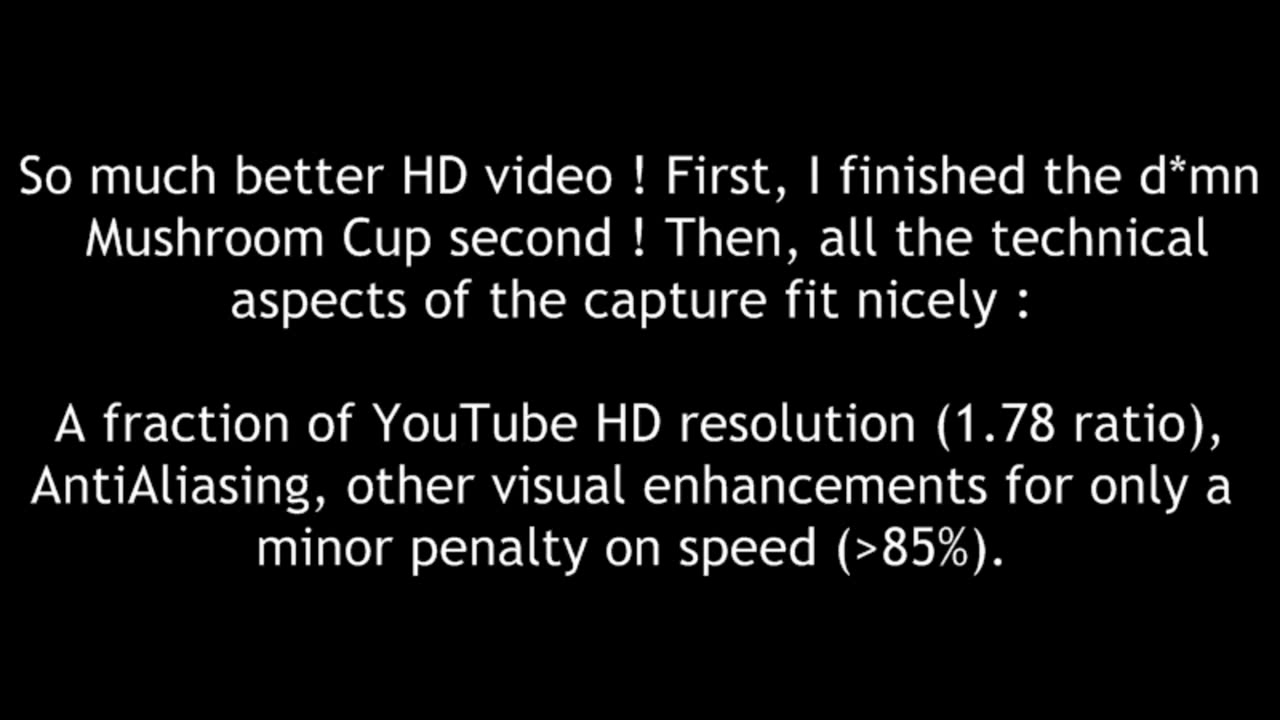 So much better HD video ! First, I finished the d*mn
Mushroom Cup second ! Then, all the technical
aspects of the capture fit nicely :
A fraction of YouTube HD resolution (1.78 ratio),
AntiAliasing, other visual enhancements for only a
minor penalty on speed (>85%).